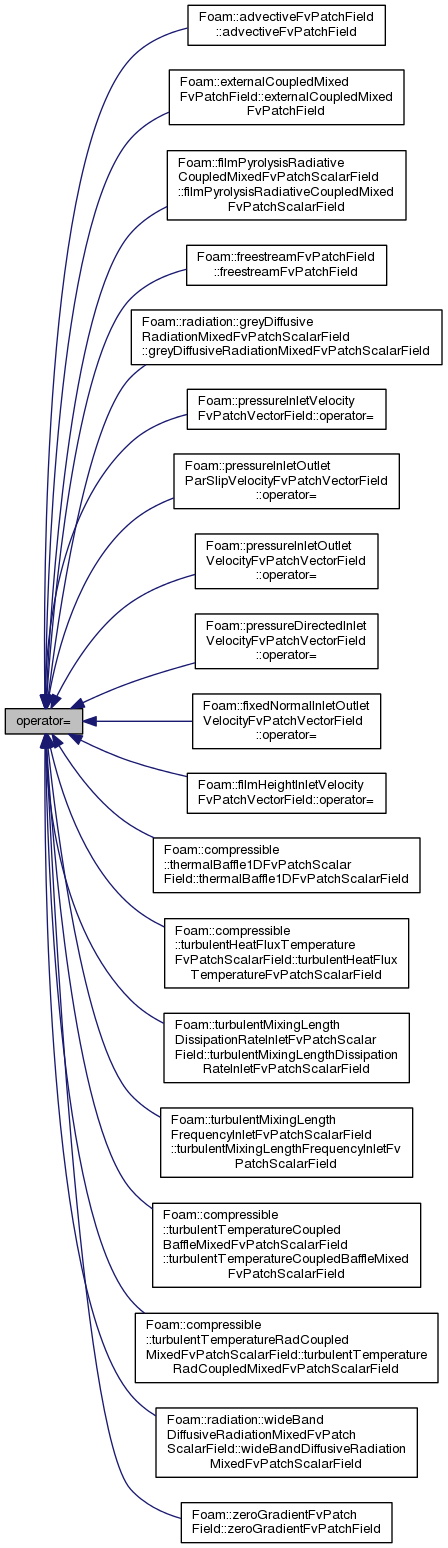 Foam::advectiveFvPatchField
::advectiveFvPatchField
Foam::externalCoupledMixed
FvPatchField::externalCoupledMixed
FvPatchField
Foam::filmPyrolysisRadiative
CoupledMixedFvPatchScalarField
::filmPyrolysisRadiativeCoupledMixed
FvPatchScalarField
Foam::freestreamFvPatchField
::freestreamFvPatchField
Foam::radiation::greyDiffusive
RadiationMixedFvPatchScalarField
::greyDiffusiveRadiationMixedFvPatchScalarField
Foam::pressureInletVelocity
FvPatchVectorField::operator=
Foam::pressureInletOutlet
ParSlipVelocityFvPatchVectorField
::operator=
Foam::pressureInletOutlet
VelocityFvPatchVectorField
::operator=
Foam::pressureDirectedInlet
VelocityFvPatchVectorField
::operator=
operator=
Foam::fixedNormalInletOutlet
VelocityFvPatchVectorField
::operator=
Foam::filmHeightInletVelocity
FvPatchVectorField::operator=
Foam::compressible
::thermalBaffle1DFvPatchScalar
Field::thermalBaffle1DFvPatchScalarField
Foam::compressible
::turbulentHeatFluxTemperature
FvPatchScalarField::turbulentHeatFlux
TemperatureFvPatchScalarField
Foam::turbulentMixingLength
DissipationRateInletFvPatchScalar
Field::turbulentMixingLengthDissipation
RateInletFvPatchScalarField
Foam::turbulentMixingLength
FrequencyInletFvPatchScalarField
::turbulentMixingLengthFrequencyInletFv
PatchScalarField
Foam::compressible
::turbulentTemperatureCoupled
BaffleMixedFvPatchScalarField
::turbulentTemperatureCoupledBaffleMixed
FvPatchScalarField
Foam::compressible
::turbulentTemperatureRadCoupled
MixedFvPatchScalarField::turbulentTemperature
RadCoupledMixedFvPatchScalarField
Foam::radiation::wideBand
DiffusiveRadiationMixedFvPatch
ScalarField::wideBandDiffusiveRadiation
MixedFvPatchScalarField
Foam::zeroGradientFvPatch
Field::zeroGradientFvPatchField